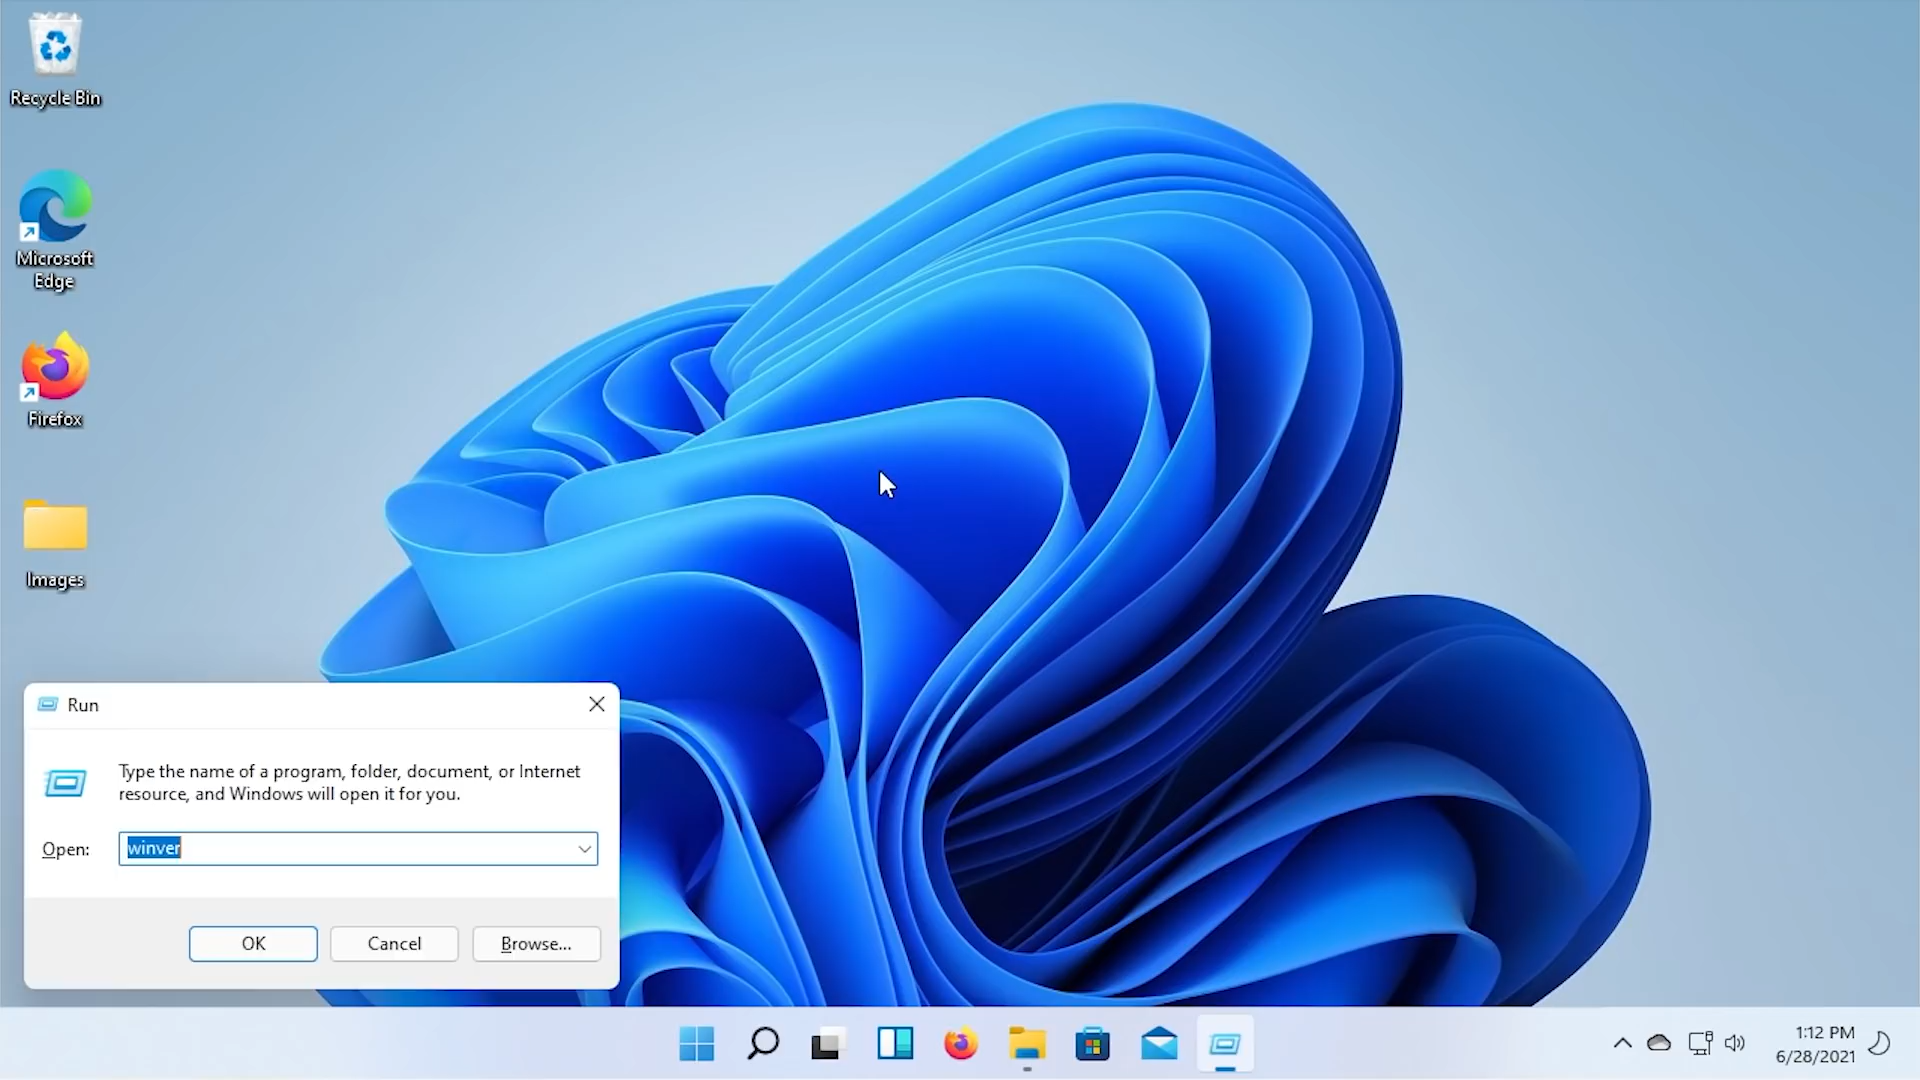 Recycle Bin
Microsoft
Edge
Firefox
Images
Run
Type the name of a program, folder, document, or Internet
resource, and Windows will open it for you.
Open: winver
OK Cancel Browse...
1:12 PM
6/28/2021